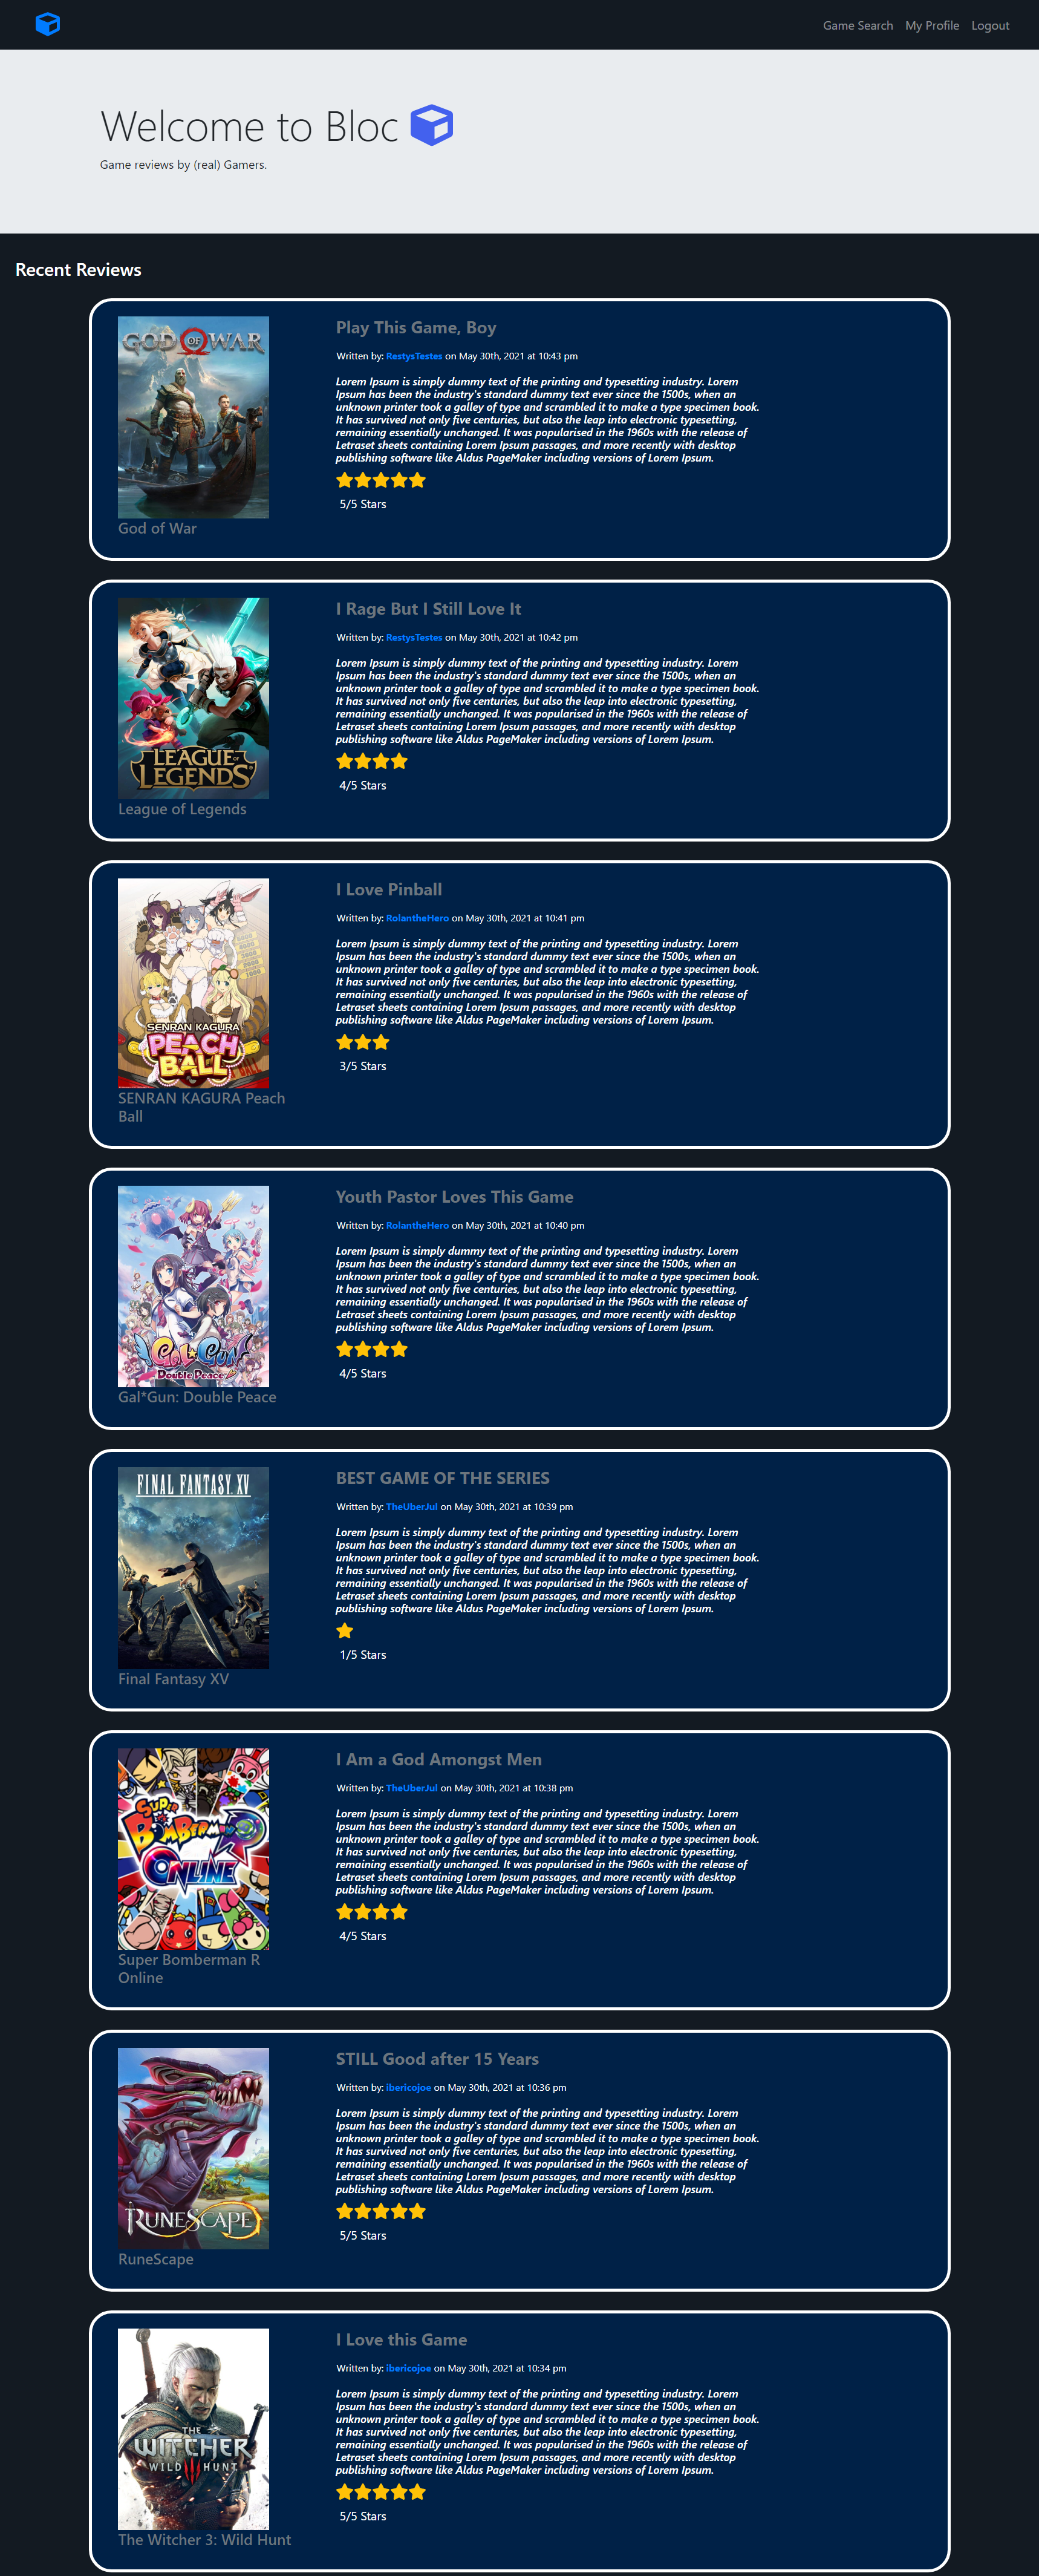 Game Search My Profile Logout
Welcome to Bloc
Game reviews by (real) Gamers.
Recent Reviews
GOD OF WAR
God of War
Play This Game, Boy
Written by: RestysTestes on May 30th, 2021 at 10:43 pm
Lorem Ipsum is simply dummy text of the printing and typesetting industry. Lorem
Ipsum has been the industry's standard dummy text ever since the 1500s, when an
unknown printer took a galley of type and scrambled it to make a type specimen book.
It has survived not only five centuries, but also the leap into electronic typesetting,
remaining essentially unchanged. It was popularised in the 1960s with the release of
Letraset sheets containing Lorem Ipsum passages, and more recently with desktop
publishing software like Aldus PageMaker including versions of Lorem Ipsum.
5/5 Stars
LEAGUE OF
LEGENDS
League of Legends
I Rage But I Still Love It
Written by: RestysTestes on May 30th, 2021 at 10:42 pm
Lorem Ipsum is simply dummy text of the printing and typesetting industry. Lorem
Ipsum has been the industry's standard dummy text ever since the 1500s, when an
unknown printer took a galley of type and scrambled it to make a type specimen book.
It has survived not only five centuries, but also the leap into electronic typesetting,
remaining essentially unchanged. It was popularised in the 1960s with the release of
Letraset sheets containing Lorem Ipsum passages, and more recently with desktop
publishing software like Aldus PageMaker including versions of Lorem Ipsum.
4/5 Stars
SENRAN KAGURA
PEACH
BALL
SENRAN KAGURA Peach
Ball
I Love Pinball
Written by: RolantheHero on May 30th, 2021 at 10:41 pm
Lorem Ipsum is simply dummy text of the printing and typesetting industry. Lorem
Ipsum has been the industry's standard dummy text ever since the 1500s, when an
unknown printer took a galley of type and scrambled it to make a type specimen book.
It has survived not only five centuries, but also the leap into electronic typesetting,
remaining essentially unchanged. It was popularised in the 1960s with the release of
Letraset sheets containing Lorem Ipsum passages, and more recently with desktop
publishing software like Aldus PageMaker including versions of Lorem Ipsum.
3/5 Stars
GAL*GUN
Double Peace
Gal*Gun: Double Peace
Youth Pastor Loves This Game
Written by: RolantheHero on May 30th, 2021 at 10:40 pm
Lorem Ipsum is simply dummy text of the printing and typesetting industry. Lorem
Ipsum has been the industry's standard dummy text ever since the 1500s, when an
unknown printer took a galley of type and scrambled it to make a type specimen book.
It has survived not only five centuries, but also the leap into electronic typesetting,
remaining essentially unchanged. It was popularised in the 1960s with the release of
Letraset sheets containing Lorem Ipsum passages, and more recently with desktop
publishing software like Aldus PageMaker including versions of Lorem Ipsum.
4/5 Stars
FINAL FANTASY XV
Final Fantasy XV
BEST GAME OF THE SERIES
Written by: TheUberJul on May 30th, 2021 at 10:39 pm
Lorem Ipsum is simply dummy text of the printing and typesetting industry. Lorem
Ipsum has been the industry's standard dummy text ever since the 1500s, when an
unknown printer took a galley of type and scrambled it to make a type specimen book.
It has survived not only five centuries, but also the leap into electronic typesetting,
remaining essentially unchanged. It was popularised in the 1960s with the release of
Letraset sheets containing Lorem Ipsum passages, and more recently with desktop
publishing software like Aldus PageMaker including versions of Lorem Ipsum.
1/5 Stars
SUPER
BOMBERMAN R
ONLINE
Super Bomberman R
Online
I Am a God Amongst Men
Written by: TheUberJul on May 30th, 2021 at 10:38 pm
Lorem Ipsum is simply dummy text of the printing and typesetting industry. Lorem
Ipsum has been the industry's standard dummy text ever since the 1500s, when an
unknown printer took a galley of type and scrambled it to make a type specimen book.
It has survived not only five centuries, but also the leap into electronic typesetting,
remaining essentially unchanged. It was popularised in the 1960s with the release of
Letraset sheets containing Lorem Ipsum passages, and more recently with desktop
publishing software like Aldus PageMaker including versions of Lorem Ipsum.
4/5 Stars
RUNESCAPE
RuneScape
STILL Good after 15 Years
Written by: ibericojoe on May 30th, 2021 at 10:36 pm
Lorem Ipsum is simply dummy text of the printing and typesetting industry. Lorem
Ipsum has been the industry's standard dummy text ever since the 1500s, when an
unknown printer took a galley of type and scrambled it to make a type specimen book.
It has survived not only five centuries, but also the leap into electronic typesetting,
remaining essentially unchanged. It was popularised in the 1960s with the release of
Letraset sheets containing Lorem Ipsum passages, and more recently with desktop
publishing software like Aldus PageMaker including versions of Lorem Ipsum.
5/5 Stars
THE
WITCHER
WILD HUNT
The Witcher 3: Wild Hunt
I Love this Game
Written by: ibericojoe on May 30th, 2021 at 10:34 pm
Lorem Ipsum is simply dummy text of the printing and typesetting industry. Lorem
Ipsum has been the industry's standard dummy text ever since the 1500s, when an
unknown printer took a galley of type and scrambled it to make a type specimen book.
It has survived not only five centuries, but also the leap into electronic typesetting,
remaining essentially unchanged. It was popularised in the 1960s with the release of
Letraset sheets containing Lorem Ipsum passages, and more recently with desktop
publishing software like Aldus PageMaker including versions of Lorem Ipsum.
5/5 Stars